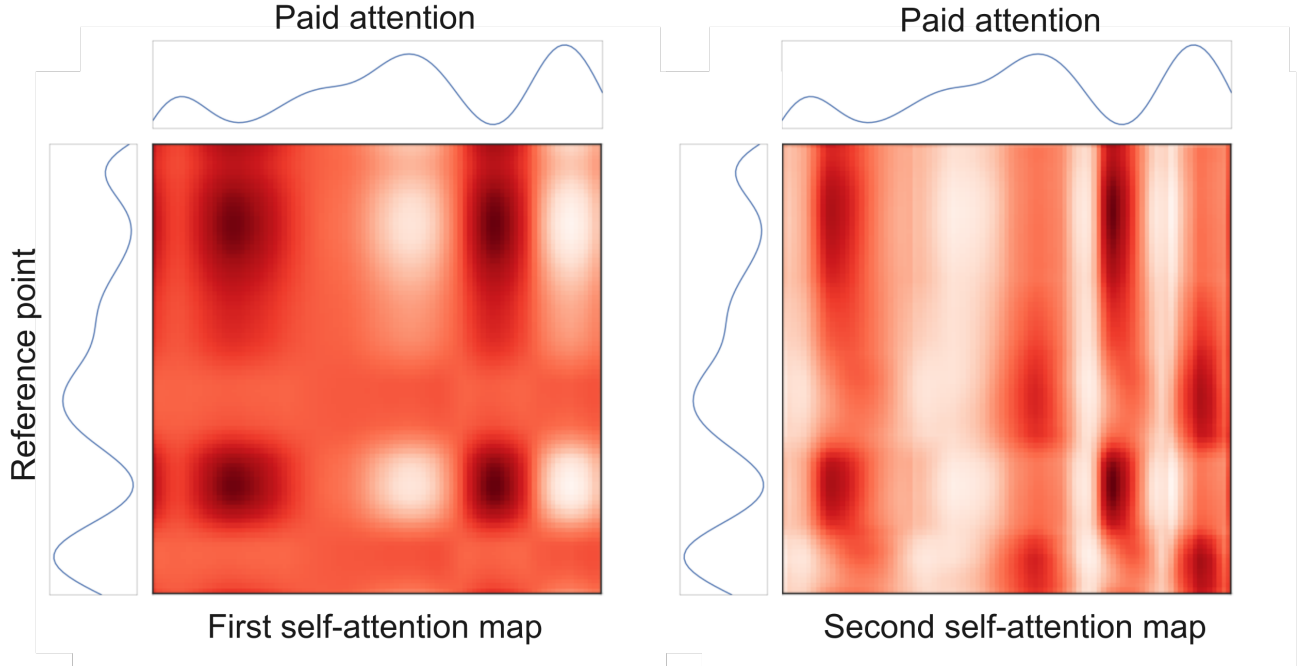 Paid attention
Paid attention
Reference point
First self-attention map
Second self-attention map